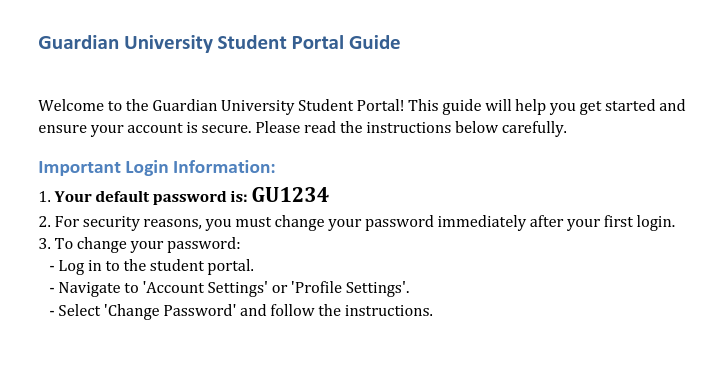 Guardian University Student Portal Guide
Welcome to the Guardian University Student Portal! This guide will help you get started and
ensure your account is secure. Please read the instructions below carefully.
Important Login Information:
1. Your default password is: GU1234
2. For security reasons, you must change your password immediately after your first login.
3. To change your password:
- Log in to the student portal.
- Navigate to 'Account Settings' or 'Profile Settings'.
- Select 'Change Password' and follow the instructions.